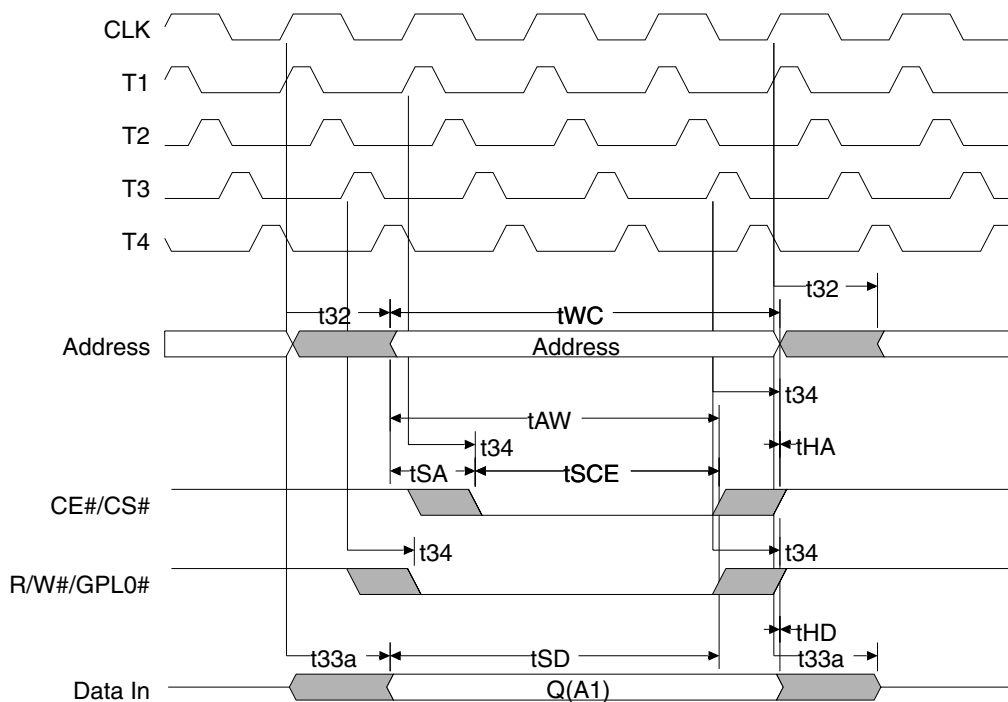 CLK
T1
T2
T3
T4
t32
t32 tWC
Address Address
t34
tAW
t34 tHA
tSA tSCE
CE#/CS#
t34 t34
R/W#/GPL0#
tHD
t33a tSD t33a
Data In Q(A1)